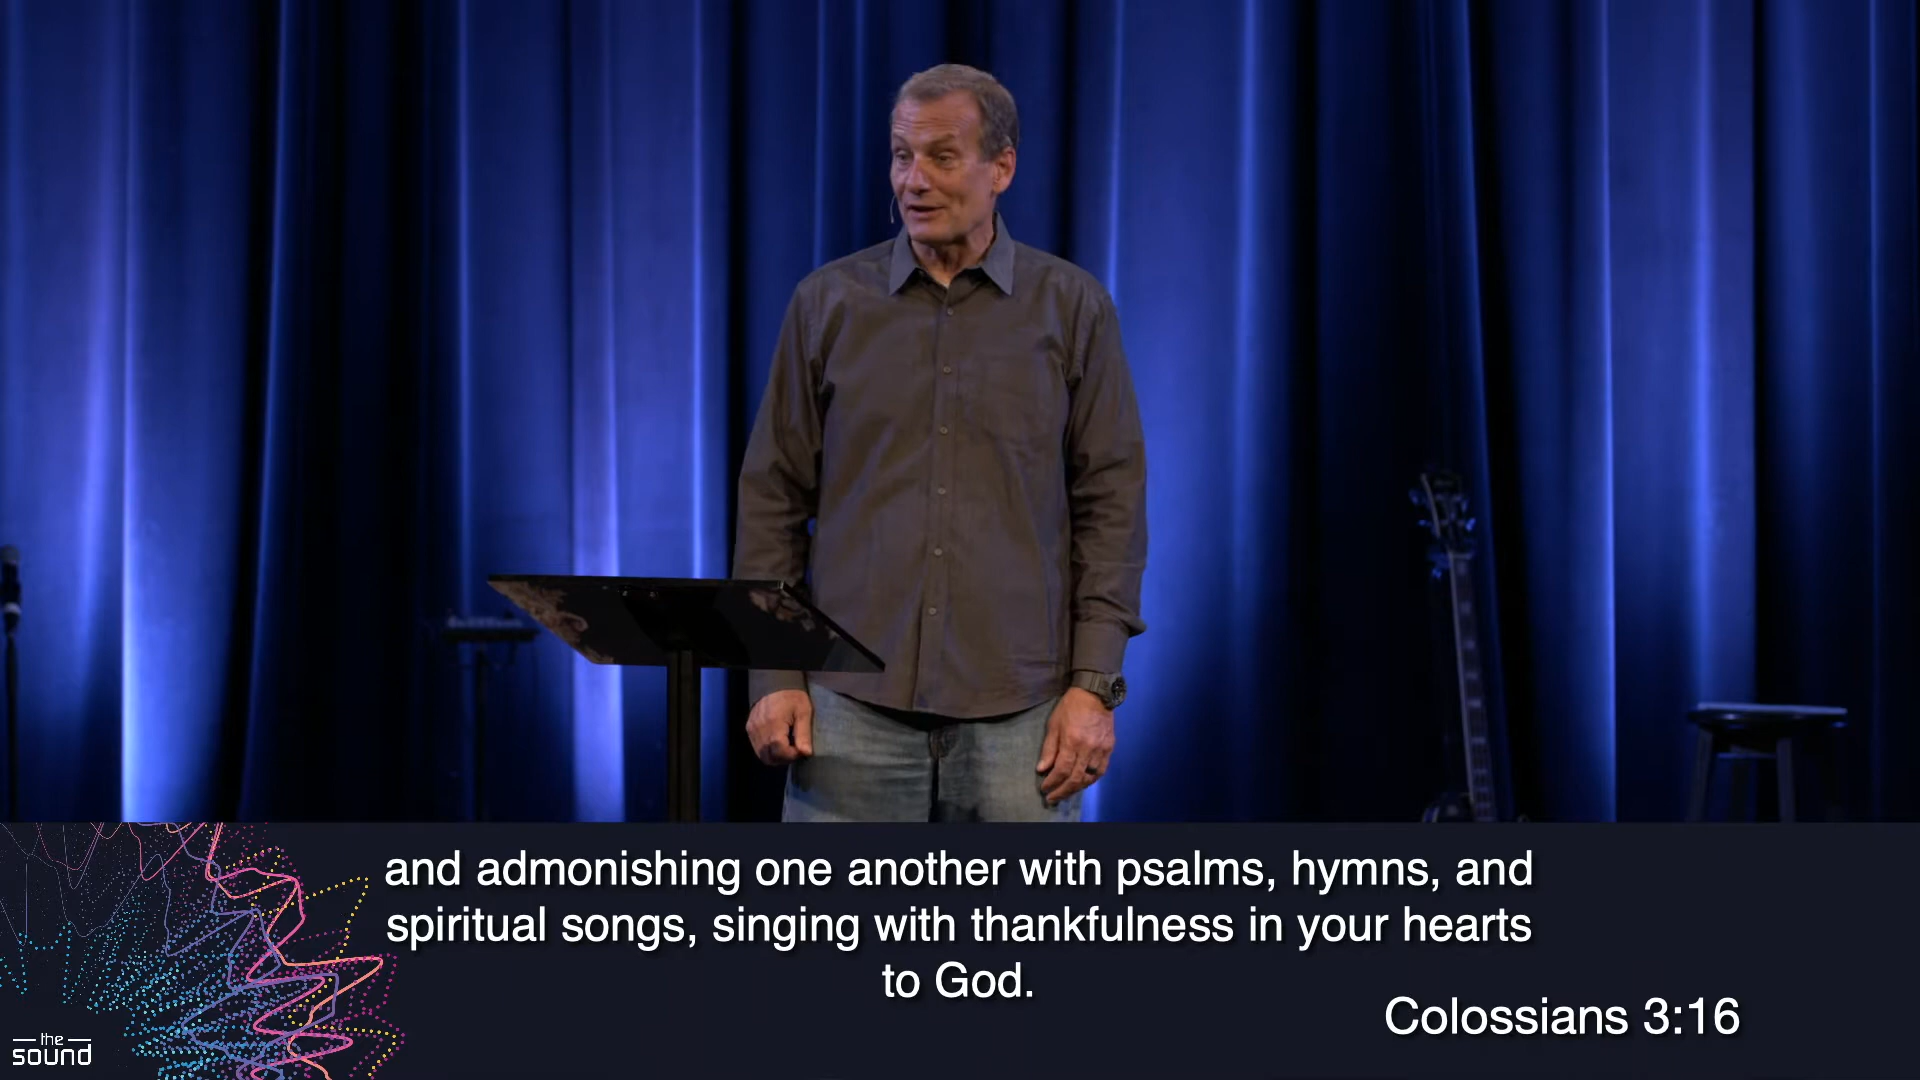 and admonishing one another with psalms, hymns, and
spiritual songs, singing with thankfulness in your hearts
to God.
Colossians 3:16
the
sound